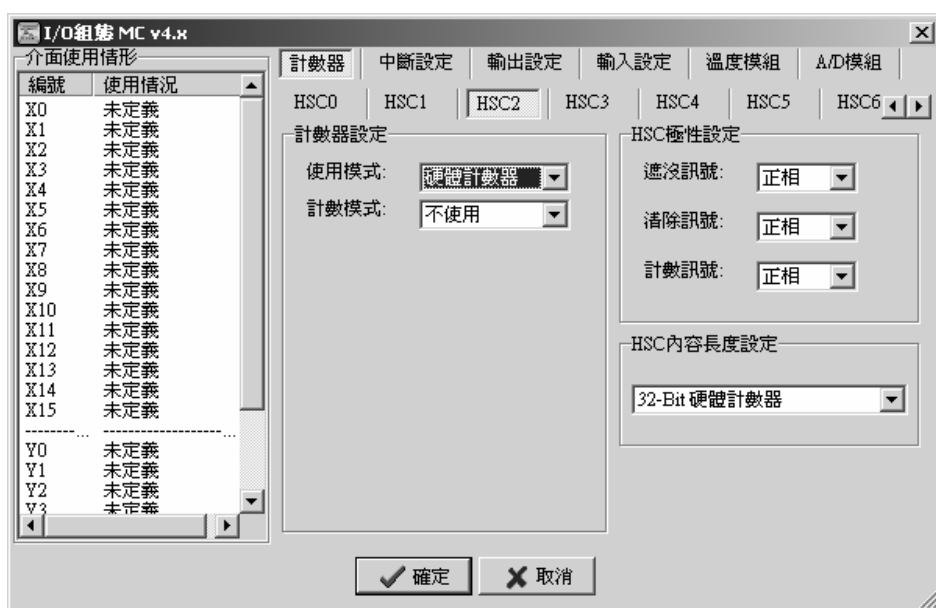 I/O組態 MC v4.x
介面使用情形
編號 使用情況
X0 未定義
X1 未定義
X2 未定義
X3 未定義
X4 未定義
X5 未定義
X6 未定義
X7 未定義
X8 未定義
X9 未定義
X10 未定義
X11 未定義
X12 未定義
X13 未定義
X14 未定義
X15 未定義
--------... ------------------...
Y0 未定義
Y1 未定義
Y2 未定義
Y3 未定義
計數器 中斷設定 輸出設定 輸入設定 溫度模組 A/D模組
HSC0 HSC1 HSC2 HSC3 HSC4 HSC5 HSC6
計數器設定
使用模式: 硬體計數器
計數模式: 不使用
HSC極性設定
遮沒訊號: 正相
清除訊號: 正相
計數訊號: 正相
HSC內容長度設定
32-Bit 硬體計數器
確定 取消